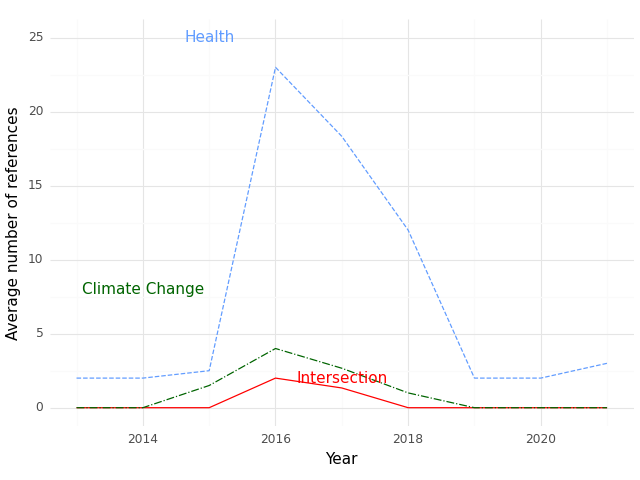 Health
Climate Change
Intersection
25
20
15
10
5
0
2014
2016
2018
2020
Year
Average number of references